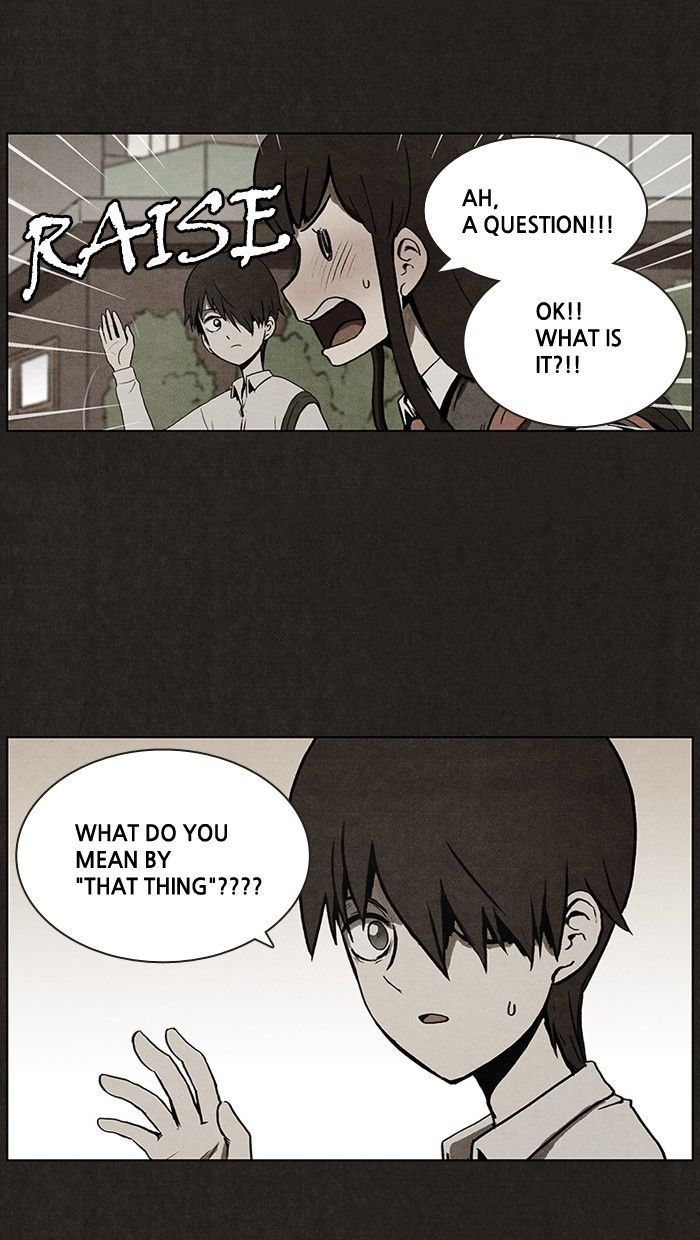 RAISE
AH,
A QUESTION!!!
OK!!
WHAT IS
IT?!!
WHAT DO YOU
MEAN BY
"THAT THING"????